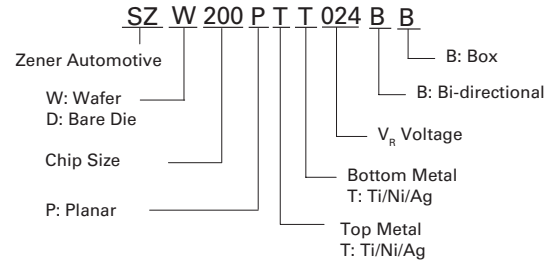 SZ W 200 P T T 024 B B
B: Box
Zener Automotive
B: Bi-directional
W: Wafer
D: Bare Die
VR Voltage
Chip Size
Bottom Metal
T: Ti/Ni/Ag
P: Planar
Top Metal
T: Ti/Ni/Ag